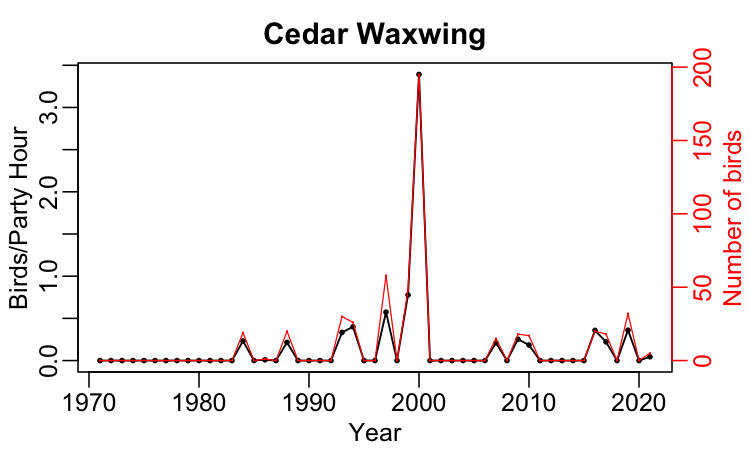 Cedar Waxwing
Birds/Party Hour
0.0 1.0 2.0 3.0
Number of birds
0 50 100 150 200
1970 1980 1990 2000 2010 2020
Year